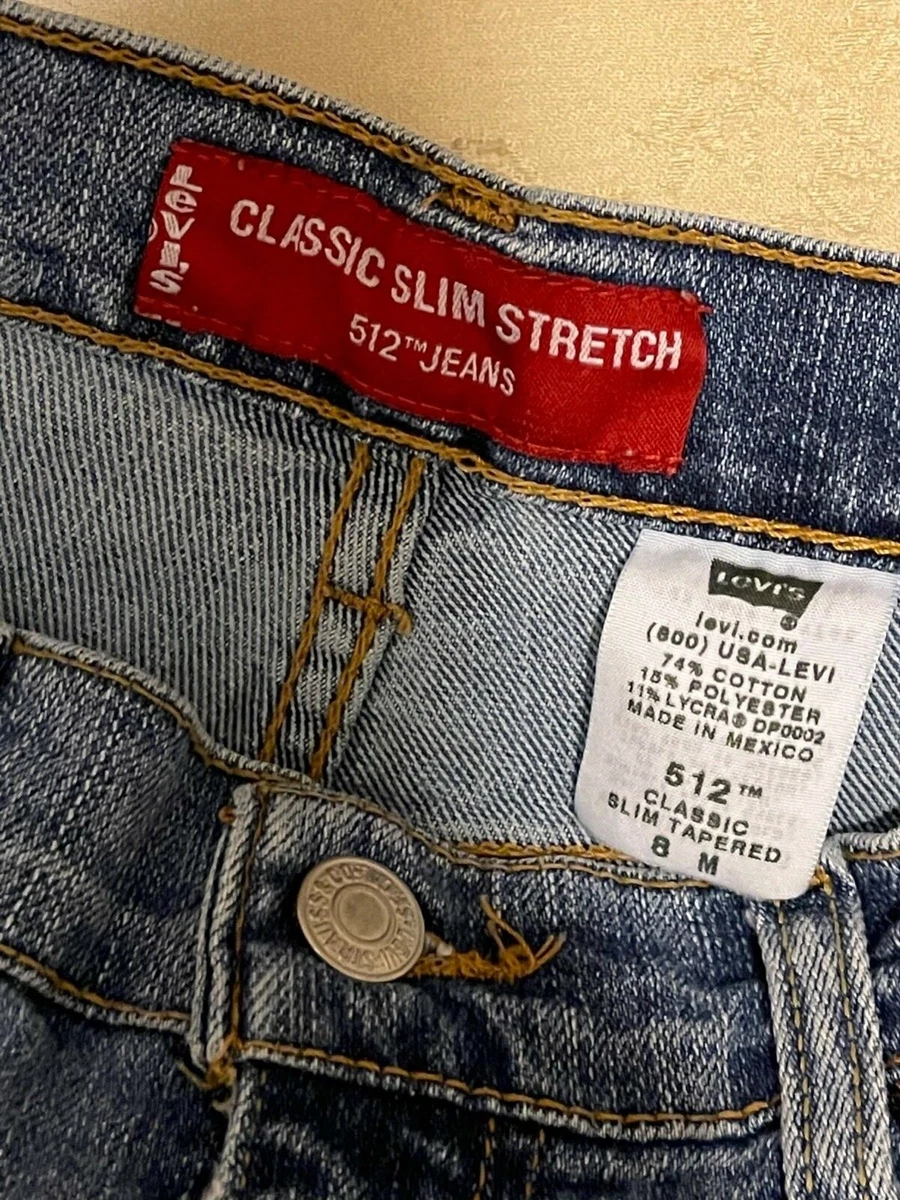 Levi's
CLASSIC SLIM STRETCH
512™ JEANS
LEVI'S
®
levi.com
(800) USA-LEVI
74% COTTON
15% POLYESTER
11% LYCRA® DP0002
MADE IN MEXICO
512™
CLASSIC
SLIM TAPERED
8 M